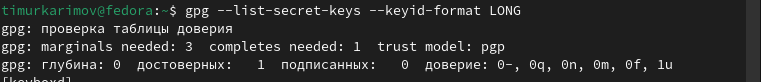 timurkarimov@fedora:~$ gpg --list-secret-keys --keyid-format LONG
gpg: проверка таблицы доверия
gpg: marginals needed: 3  completes needed: 1  trust model: pgp
gpg: глубина: 0  достоверных:   1  подписанных:   0  доверие: 0-, 0q, 0n, 0m, 0f, 1u
[keyboxd]